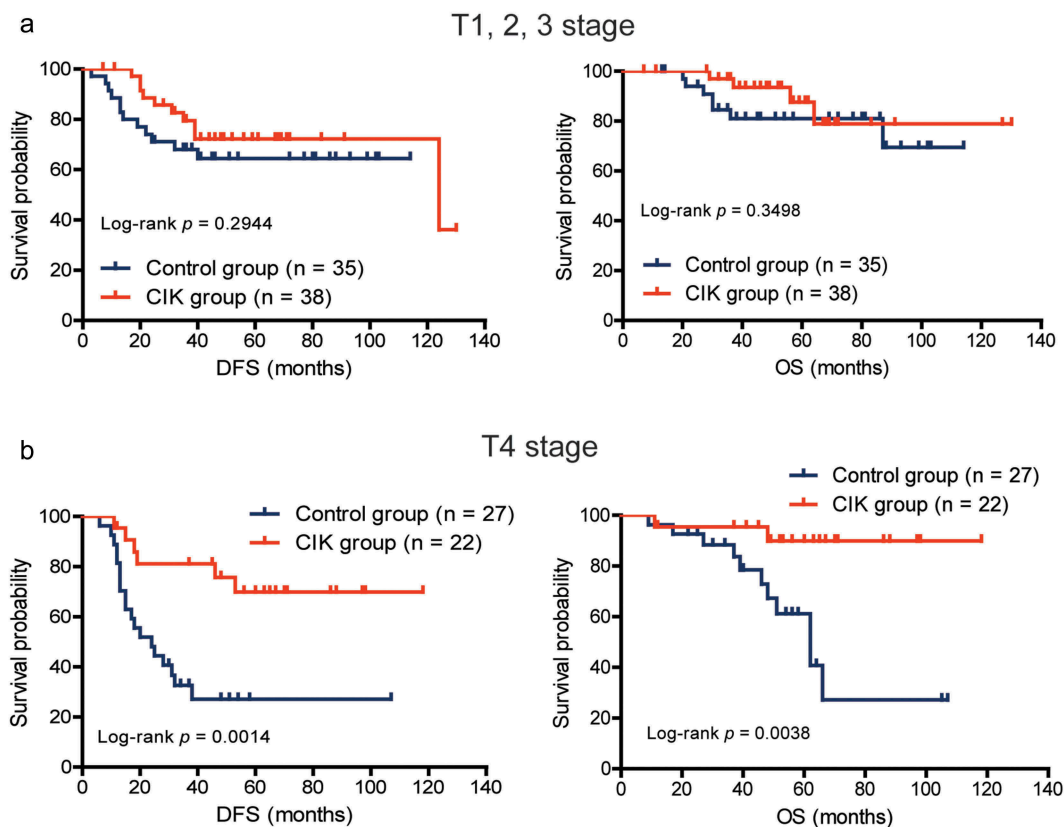 a
T1, 2, 3 stage
Survival probability
100
80
60
40
20
0
Log-rank p = 0.2944
Control group (n = 35)
CIK group (n = 38)
0 20 40 60 80 100 120 140
DFS (months)
Survival probability
100
80
60
40
20
0
Log-rank p = 0.3498
Control group (n = 35)
CIK group (n = 38)
0 20 40 60 80 100 120 140
OS (months)
b
T4 stage
Survival probability
100
80
60
40
20
0
Control group (n = 27)
CIK group (n = 22)
Log-rank p = 0.0014
0 20 40 60 80 100 120 140
DFS (months)
Survival probability
100
80
60
40
20
0
Control group (n = 27)
CIK group (n = 22)
Log-rank p = 0.0038
0 20 40 60 80 100 120 140
OS (months)